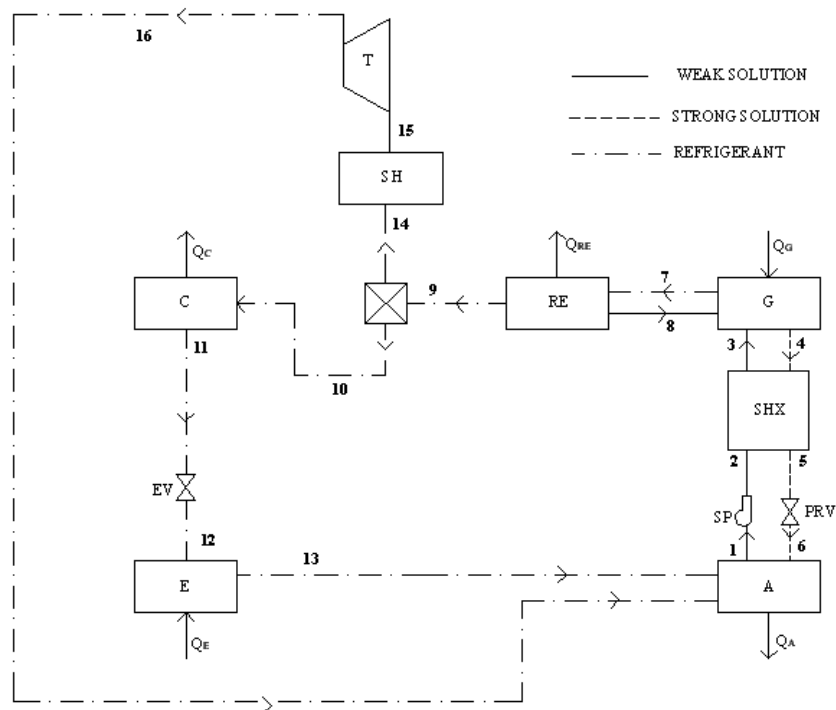 16
T
WEAK SOLUTION
15
STRONG SOLUTION
REFRIGERANT
SH
14
QC
QRE
QG
C
9
RE
7
G
8
11
3
4
10
SHX
2
5
EV
SP
PRV
12
1
6
13
E
A
QE
QA